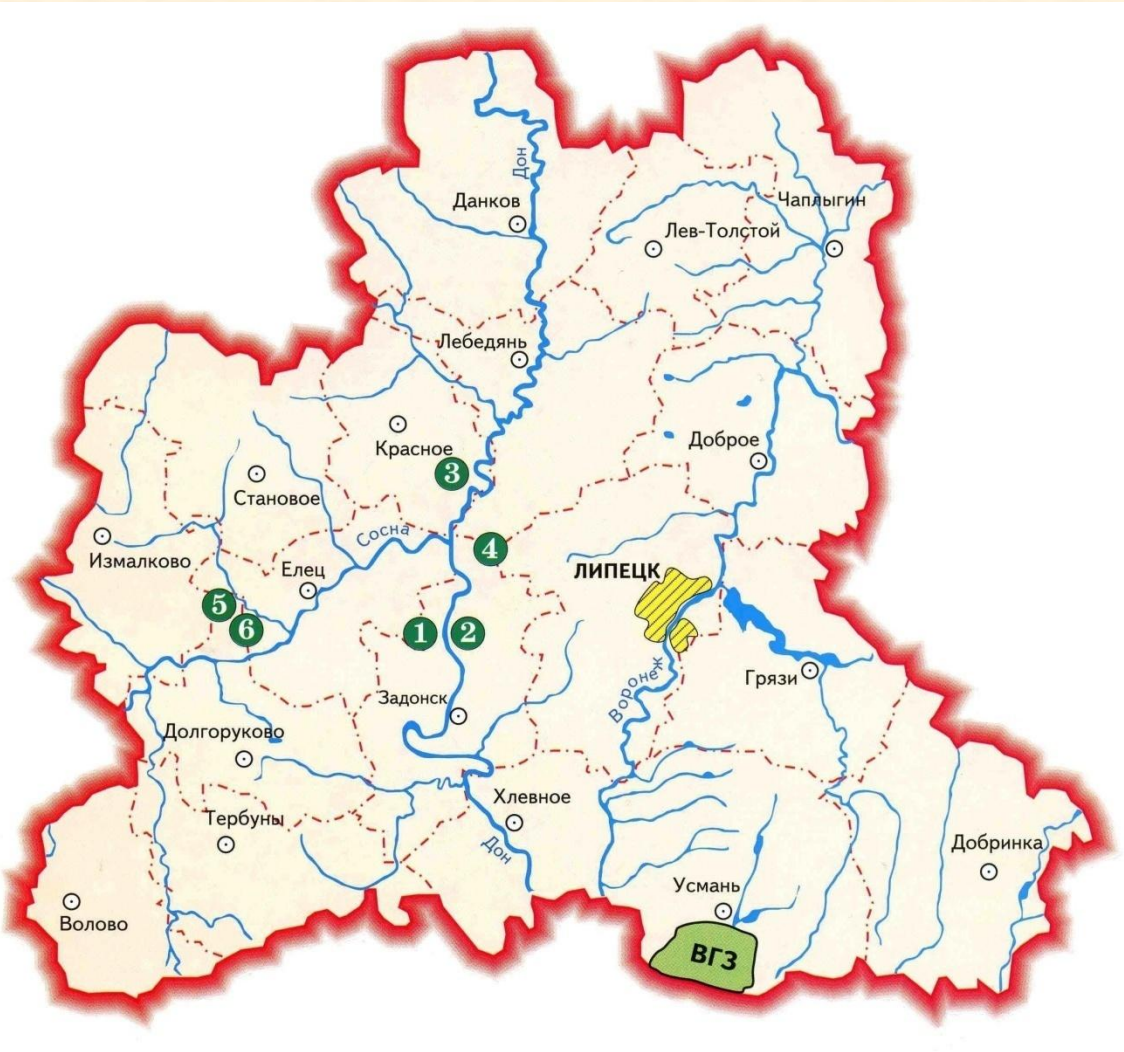 Дон
Данков
Чаплыгин
Лев-Толстой
Лебедянь
Красное
3
Доброе
Становое
Сосна
4
Измалково
Елец
ЛИПЕЦК
5
6
1
2
Воронеж
Грязи
Задонск
Долгоруково
Хлевное
Тербуны
Дон
Добринка
Усмань
Волово
ВГЗ